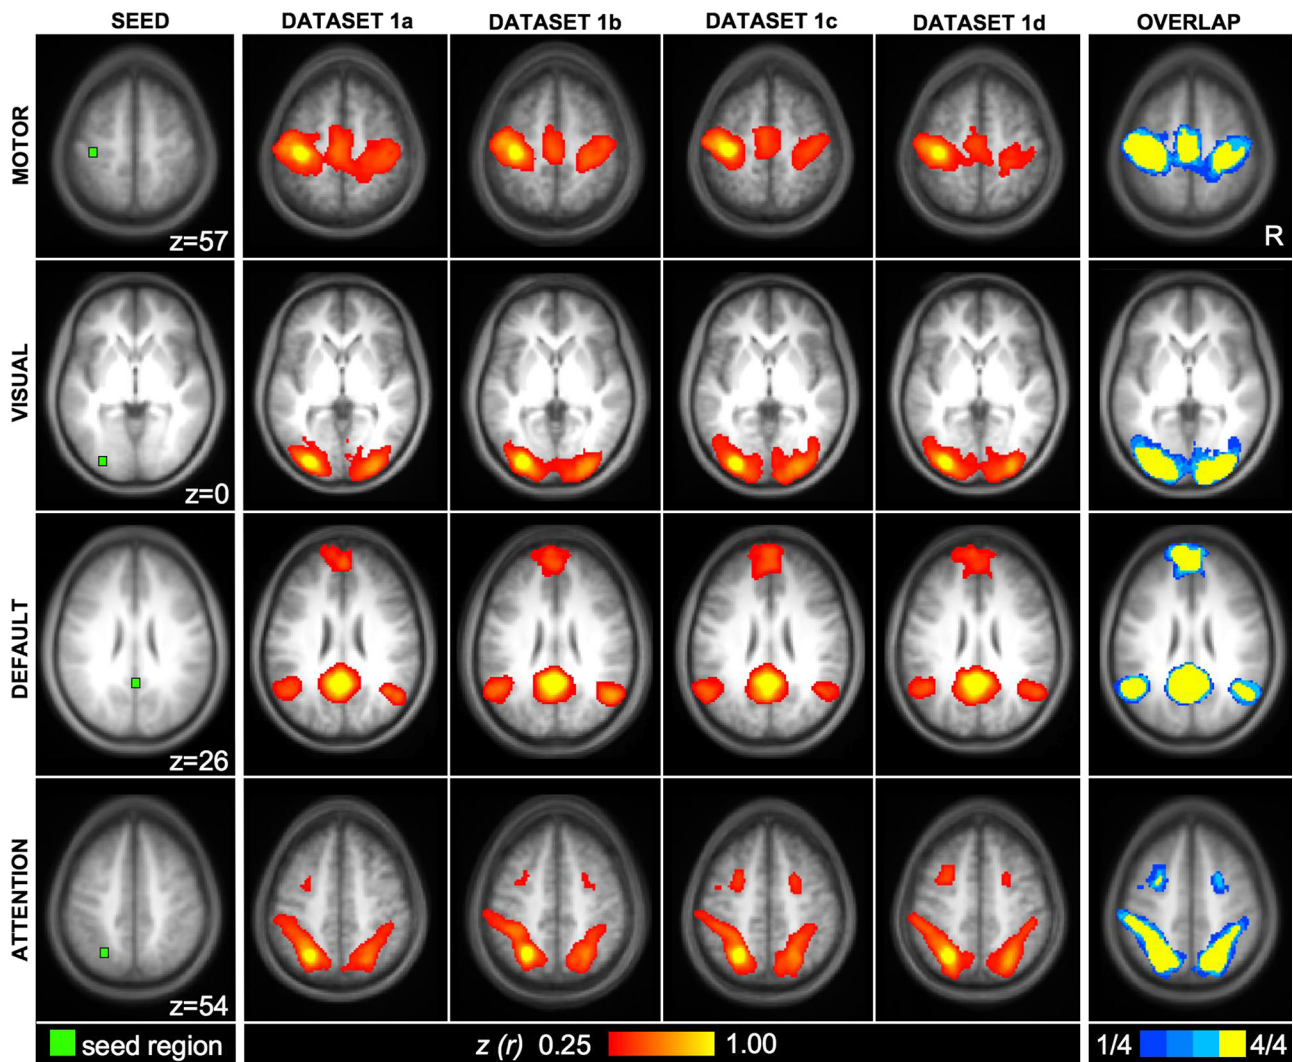 SEED DATASET 1a DATASET 1b DATASET 1c DATASET 1d OVERLAP
MOTOR
z=57
R
VISUAL
z=0
DEFAULT
z=26
ATTENTION
z=54
seed region z (r) 0.25 1.00 1/4 4/4